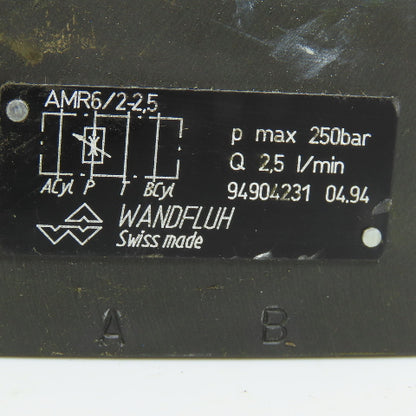 AMR6/2-2,5
p max 250bar
Q 2,5 l/min
ACyl P T BCyl
94904231 04.94
WANDFLUH
Swiss made
A B